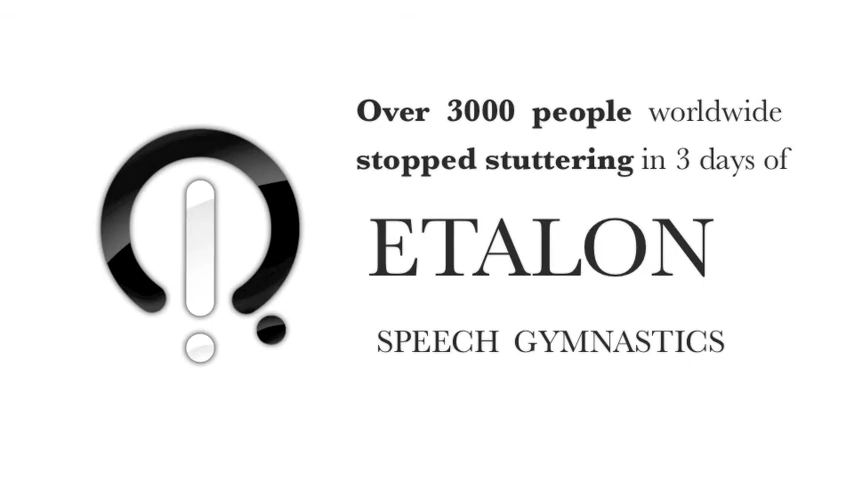 Over 3000 people worldwide
stopped stuttering in 3 days of
ETALON
SPEECH GYMNASTICS